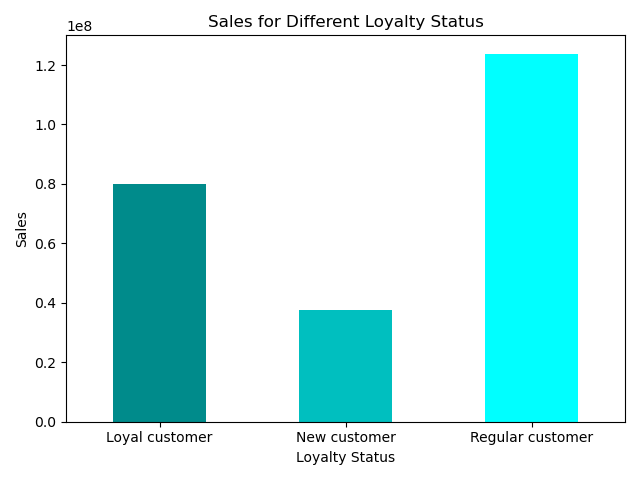 Sales for Different Loyalty Status
1e8
1.2
1.0
0.8
0.6
0.4
0.2
0.0
Sales
Loyal customer
New customer
Regular customer
Loyalty Status